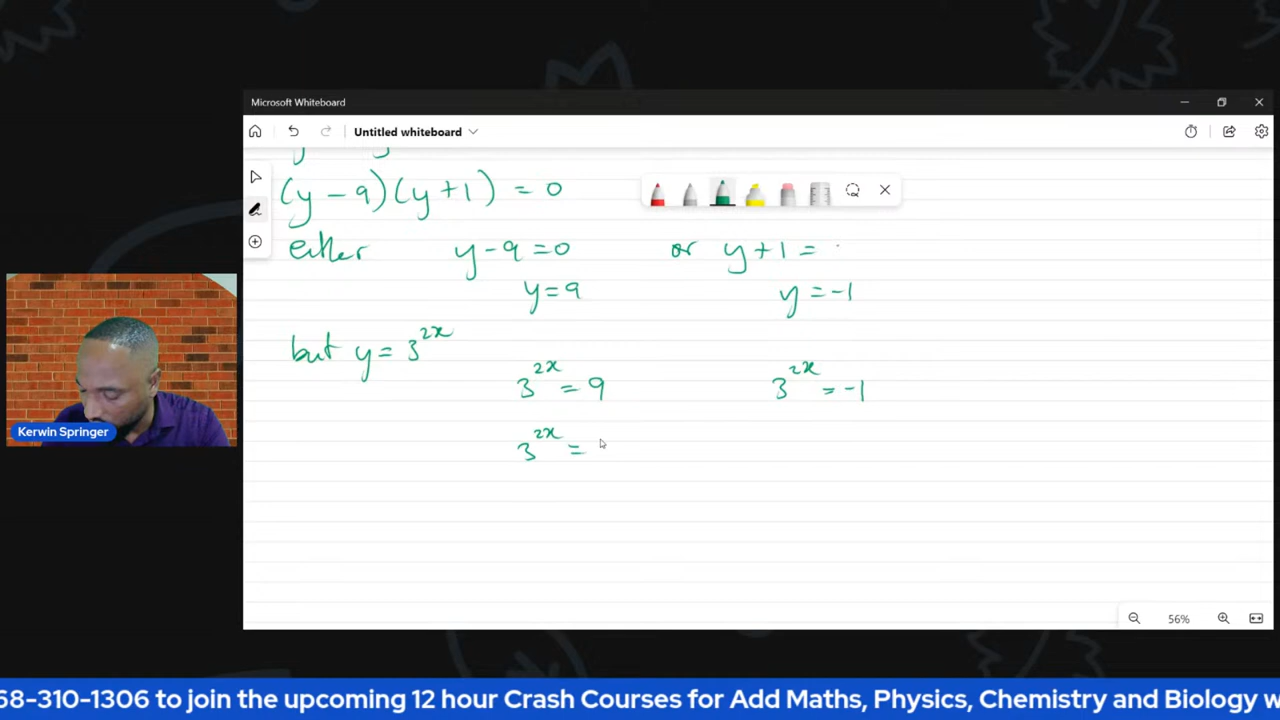 Microsoft Whiteboard
Untitled whiteboard
(y - 9)(y + 1) = 0
either y - 9 = 0 or y + 1 =
y = 9 y = -1
but y = 3^{2x}
3^{2x} = 9 3^{2x} = -1
3^{2x} =
Kerwin Springer
56%
68-310-1306 to join the upcoming 12 hour Crash Courses for Add Maths, Physics, Chemistry and Biology w